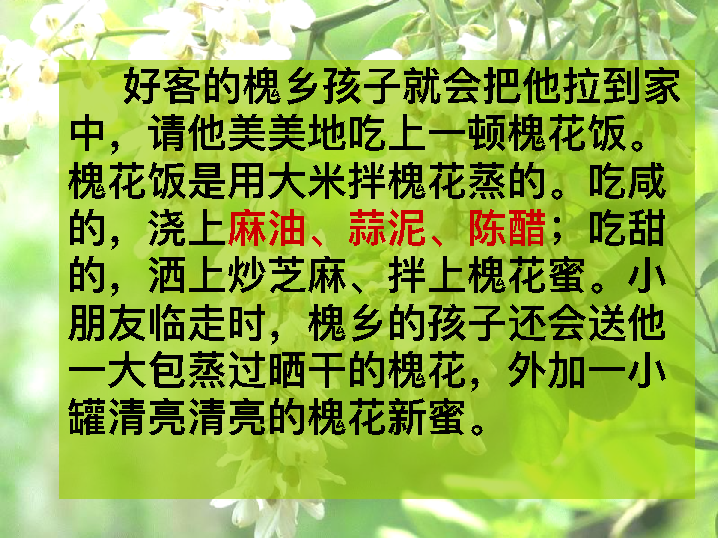 好客的槐乡孩子就会把他拉到家
中，请他美美地吃上一顿槐花饭。
槐花饭是用大米拌槐花蒸的。吃咸
的，浇上麻油、蒜泥、陈醋；吃甜
的，洒上炒芝麻、拌上槐花蜜。小
朋友临走时，槐乡的孩子还会送他
一大包蒸过晒干的槐花，外加一小
罐清亮清亮的槐花新蜜。